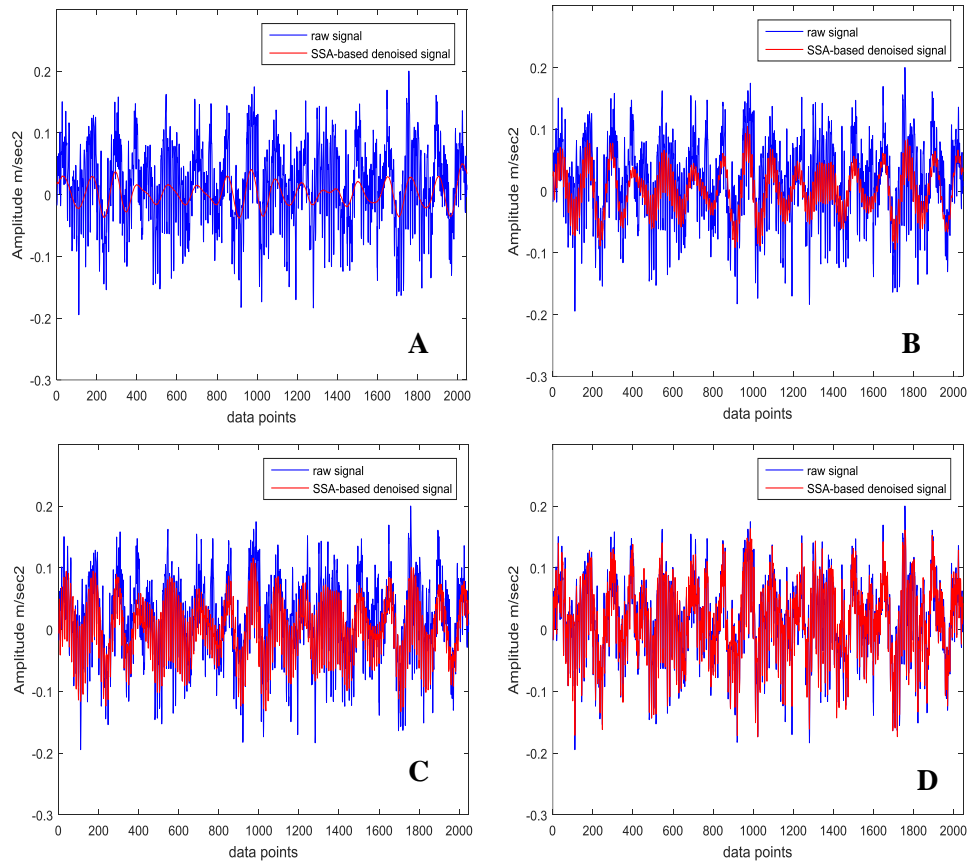 raw signal
SSA-based denoised signal
Amplitude m/sec2
0.2
0.1
0
-0.1
-0.2
-0.3
A
0 200 400 600 800 1000 1200 1400 1600 1800 2000
data points
raw signal
SSA-based denoised signal
Amplitude m/sec2
0.2
0.1
0
-0.1
-0.2
-0.3
B
0 200 400 600 800 1000 1200 1400 1600 1800 2000
data points
raw signal
SSA-based denoised signal
Amplitude m/sec2
0.2
0.1
0
-0.1
-0.2
-0.3
C
0 200 400 600 800 1000 1200 1400 1600 1800 2000
data points
raw signal
SSA-based denoised signal
Amplitude m/sec2
0.2
0.1
0
-0.1
-0.2
-0.3
D
0 200 400 600 800 1000 1200 1400 1600 1800 2000
data points